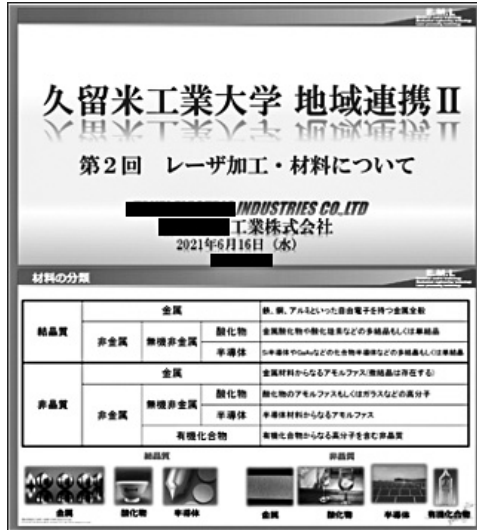 久留米工業大学 地域連携Ⅱ
第２回 レーザ加工・材料について
INDUSTRIES CO.,LTD
工業株式会社
2021年6月16日（水）
材料の分類
結晶質 金属 鉄、銅、アルミといった自由電子を持つ金属全般
非金属 無機非金属 酸化物 金属酸化物や酸化珪素などの多結晶もしくは単結晶
半導体 Si半導体やGaAsなどの化合物半導体などの多結晶もしくは単結晶
非晶質 金属 金属材料からなるアモルファス(微結晶は存在する)
非金属 無機非金属 酸化物 酸化物のアモルファスもしくはガラスなどの高分子
半導体 半導体材料からなるアモルファス
有機化合物 有機化合物からなる高分子を含む非晶質
結晶質 非晶質
金属 酸化物 半導体 金属 酸化物 半導体 有機化合物